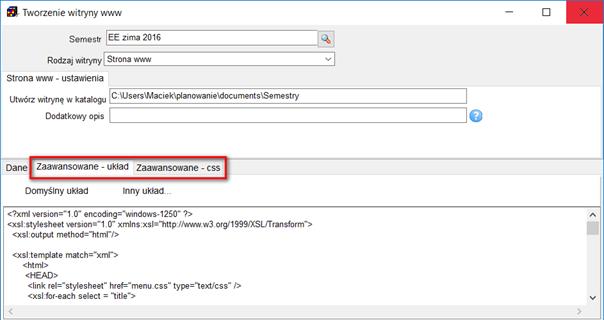 Tworzenie witryny www
Semestr EE zima 2016
Rodzaj witryny Strona www
Strona www - ustawienia
Utwórz witrynę w katalogu C:\Users\Maciek\planowanie\documents\Semestry
Dodatkowy opis ?
Dane Zaawansowane - układ Zaawansowane - css
Domyślny układ Inny układ...
<?xml version="1.0" encoding="windows-1250" ?>
<xsl:stylesheet version="1.0" xmlns:xsl="http://www.w3.org/1999/XSL/Transform">
<xsl:output method="html"/>
<xsl:template match="xml">
<html>
<HEAD>
<link rel="stylesheet" href="menu.css" type="text/css" />
<xsl:for-each select = "title">